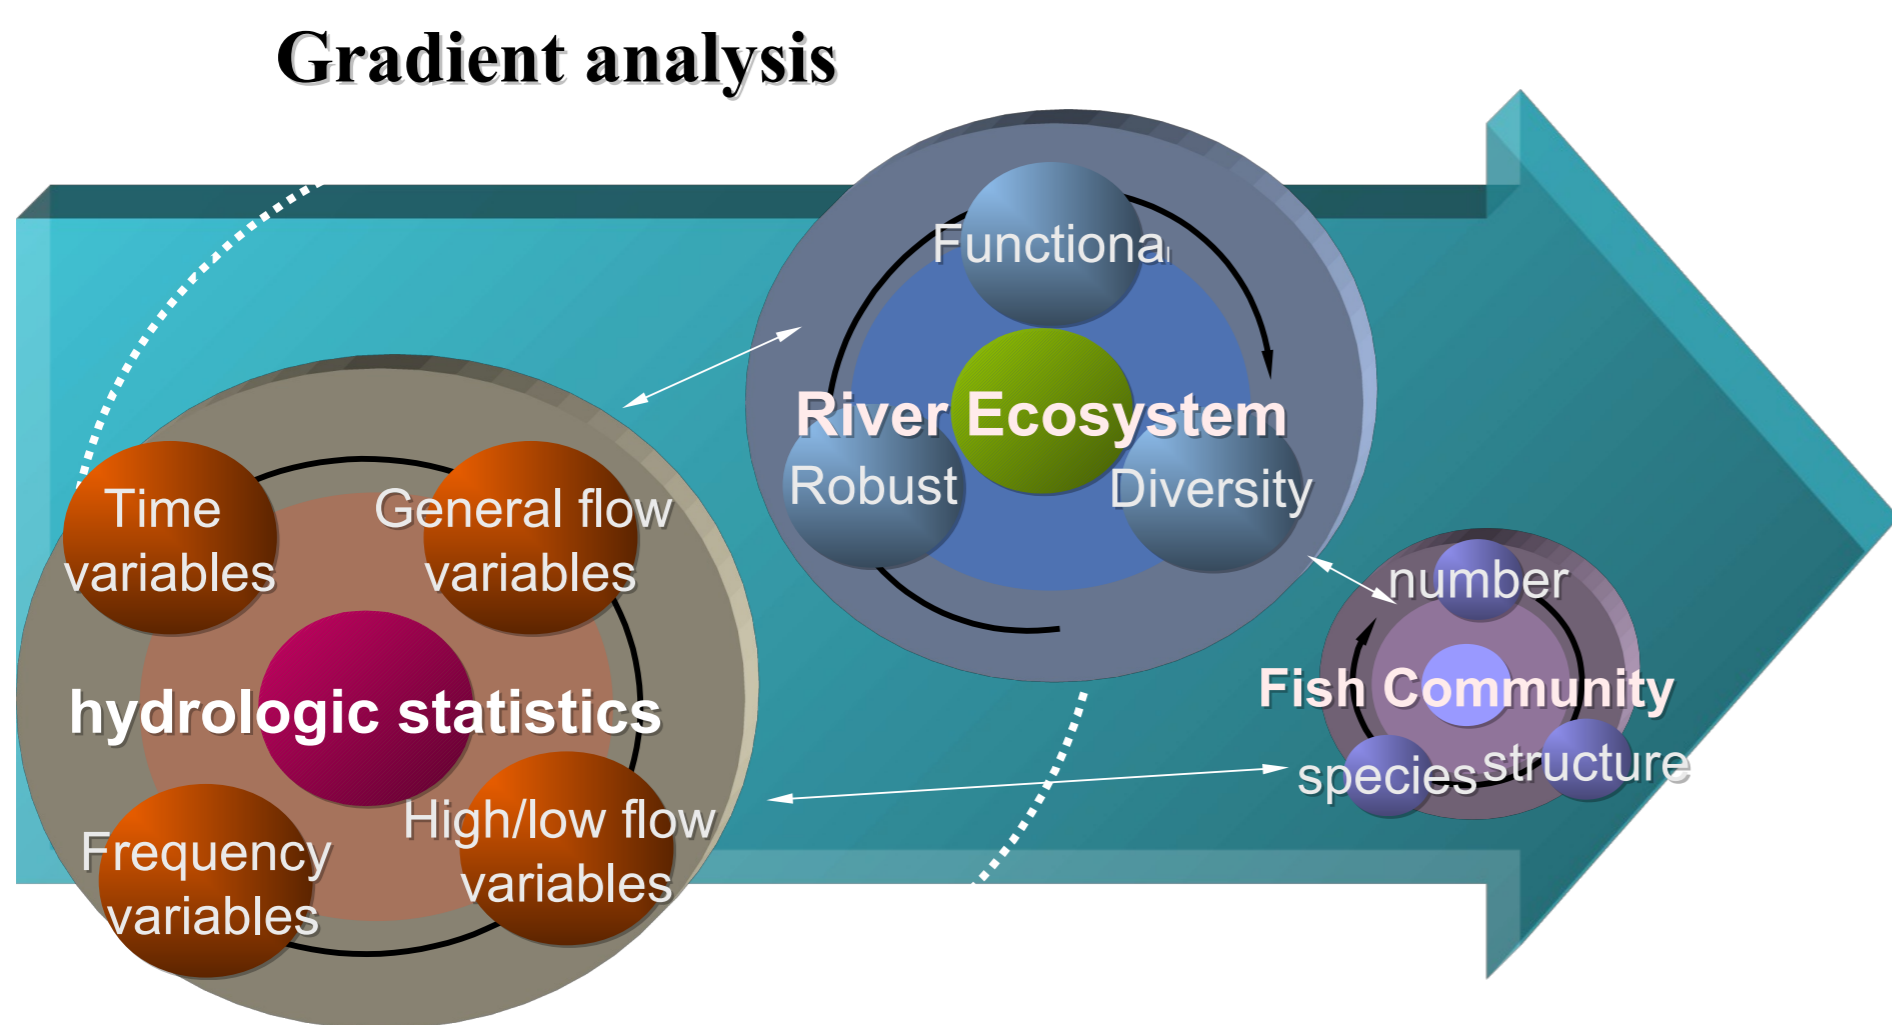 Gradient analysis
Functional
River Ecosystem
Robust
Diversity
Time
variables
General flow
variables
hydrologic statistics
Frequency
variables
High/low flow
variables
number
Fish Community
species
structure